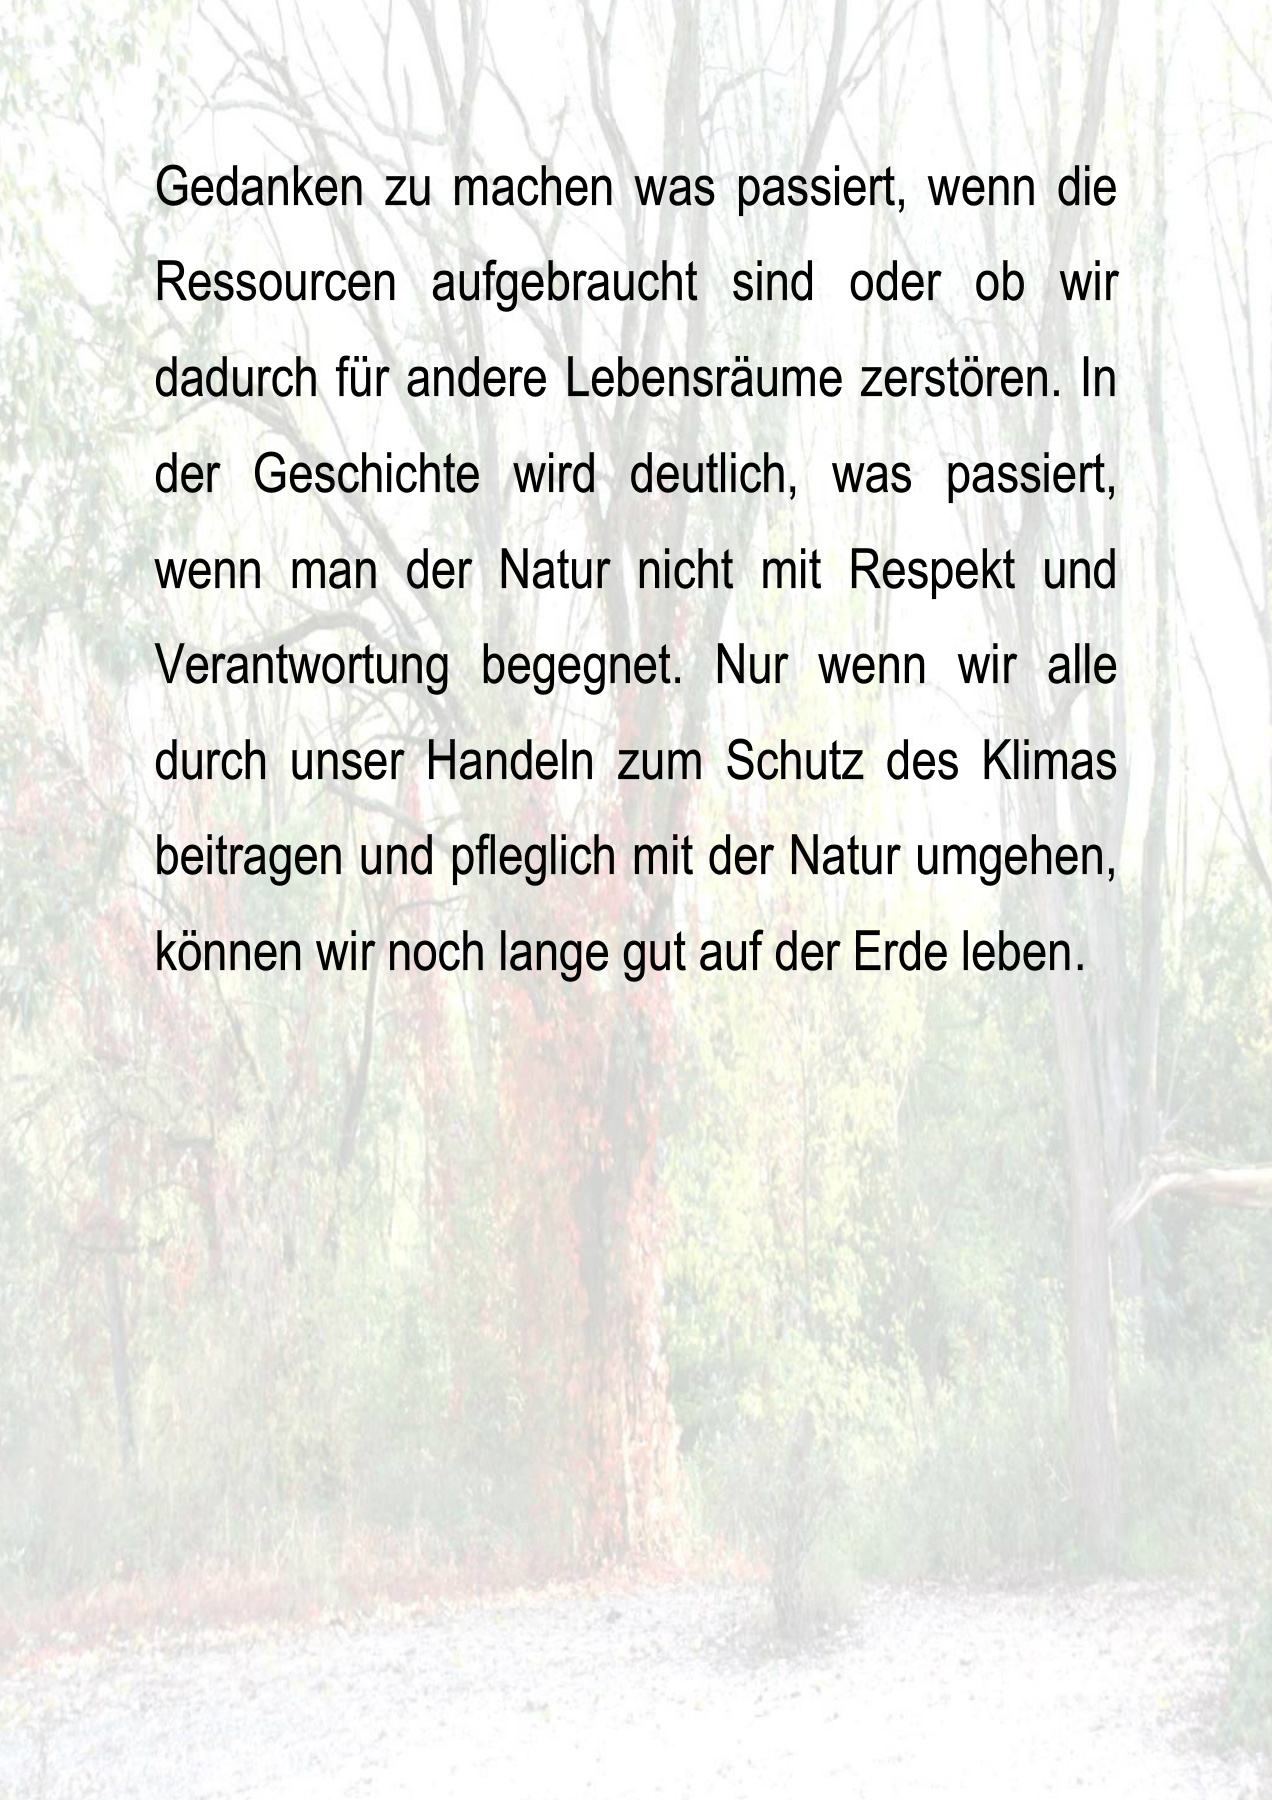 Gedanken zu machen was passiert, wenn die
Ressourcen aufgebraucht sind oder ob wir
dadurch für andere Lebensräume zerstören. In
der Geschichte wird deutlich, was passiert,
wenn man der Natur nicht mit Respekt und
Verantwortung begegnet. Nur wenn wir alle
durch unser Handeln zum Schutz des Klimas
beitragen und pfleglich mit der Natur umgehen,
können wir noch lange gut auf der Erde leben.